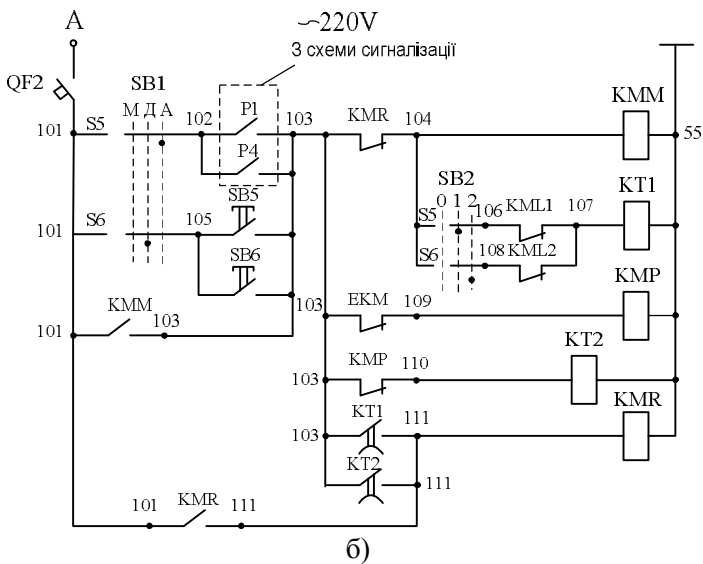 A
~220V
З схеми сигналізації
QF2
SB1
М Д А
P1
KMR
KMM
101
S5
102
103
104
55
P4
SB2
KT1
SB5
0 1 2
S6
105
S5
106
KML1
107
101
SB6
S6
108
KML2
KMP
KMM
103
103
EKM
109
101
KT2
KMP
110
103
KT1
111
KMR
103
KT2
111
101
KMR
111
б)